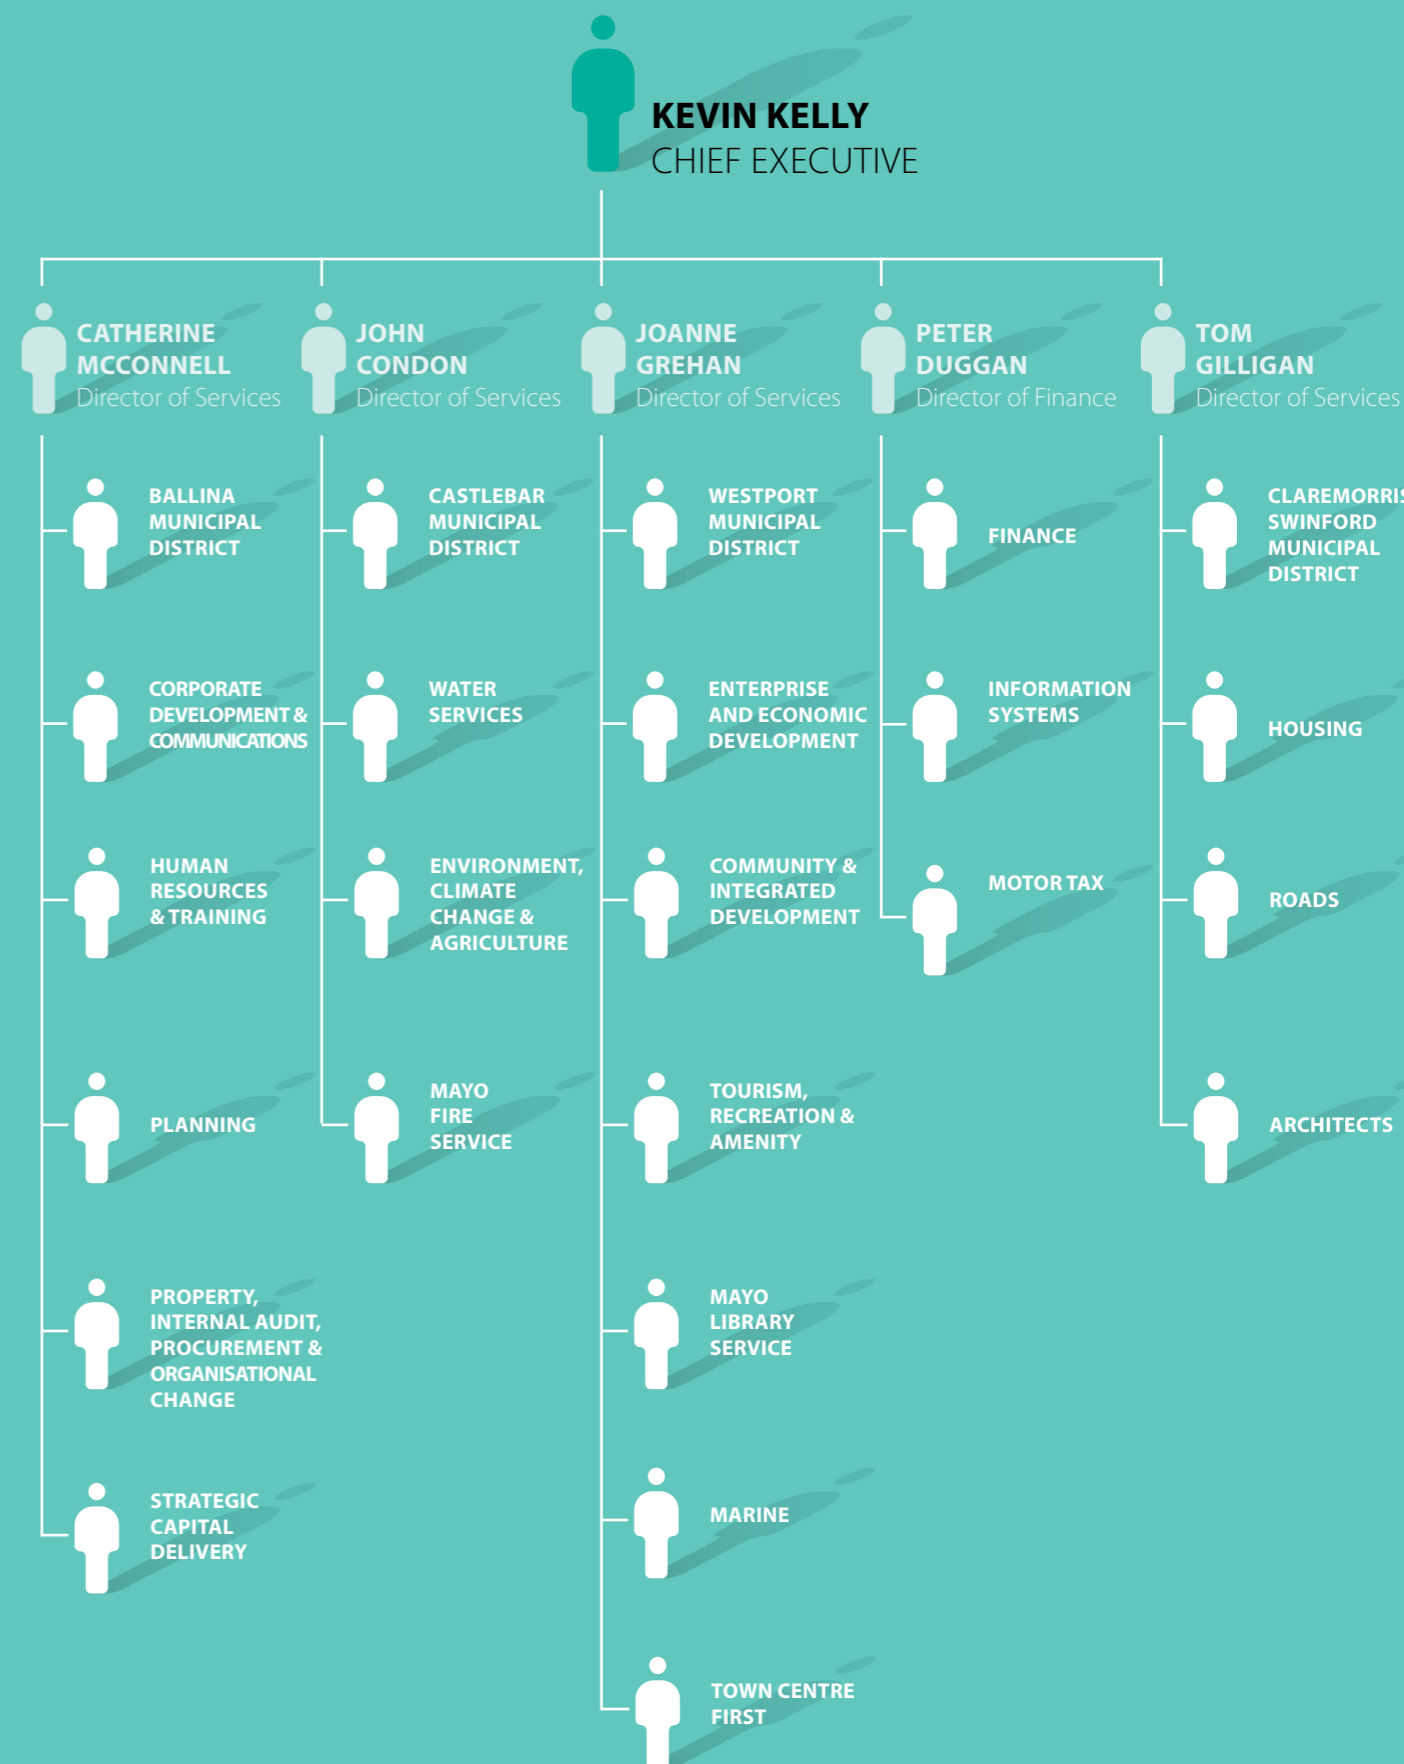 KEVIN KELLY
CHIEF EXECUTIVE
CATHERINE
MCCONNELL
Director of Services
JOHN
CONDON
Director of Services
JOANNE
GREHAN
Director of Services
PETER
DUGGAN
Director of Finance
TOM
GILLIGAN
Director of Services
BALLINA
MUNICIPAL
DISTRICT
CORPORATE
DEVELOPMENT &
COMMUNICATIONS
HUMAN
RESOURCES
& TRAINING
PLANNING
PROPERTY,
INTERNAL AUDIT,
PROCUREMENT &
ORGANISATIONAL
CHANGE
STRATEGIC
CAPITAL
DELIVERY
CASTLEBAR
MUNICIPAL
DISTRICT
WATER
SERVICES
ENVIRONMENT,
CLIMATE
CHANGE &
AGRICULTURE
MAYO
FIRE
SERVICE
WESTPORT
MUNICIPAL
DISTRICT
ENTERPRISE
AND ECONOMIC
DEVELOPMENT
COMMUNITY &
INTEGRATED
DEVELOPMENT
TOURISM,
RECREATION &
AMENITY
MAYO
LIBRARY
SERVICE
MARINE
TOWN CENTRE
FIRST
FINANCE
INFORMATION
SYSTEMS
MOTOR TAX
CLAREMORRIS
SWINFORD
MUNICIPAL
DISTRICT
HOUSING
ROADS
ARCHITECTS